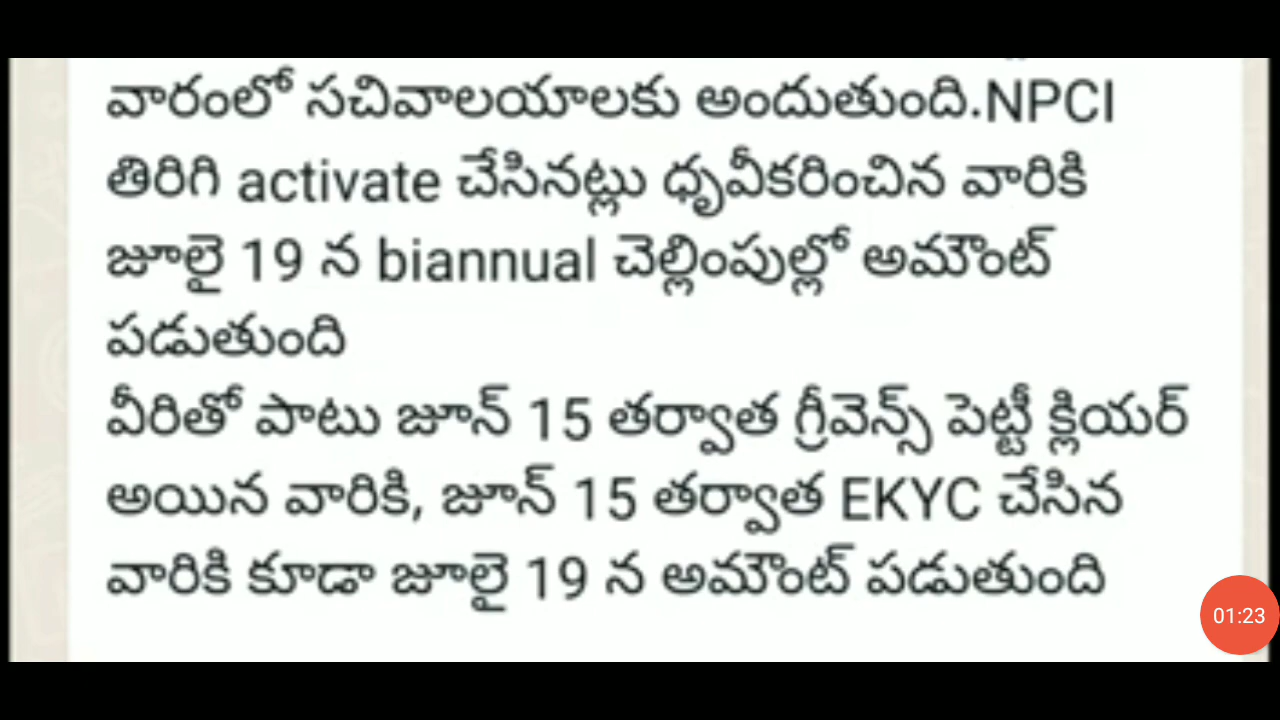 వారంలో సచివాలయాలకు అందుతుంది.NPCI
తిరిగి activate చేసినట్లు ధృవీకరించిన వారికి
జూలై 19 న biannual చెల్లింపుల్లో అమౌంట్
పడుతుంది
వీరితో పాటు జూన్ 15 తర్వాత గ్రీవెన్స్ పెట్టీ క్లియర్
అయిన వారికి, జూన్ 15 తర్వాత EKYC చేసిన
వారికి కూడా జూలై 19 న అమౌంట్ పడుతుంది
01:23